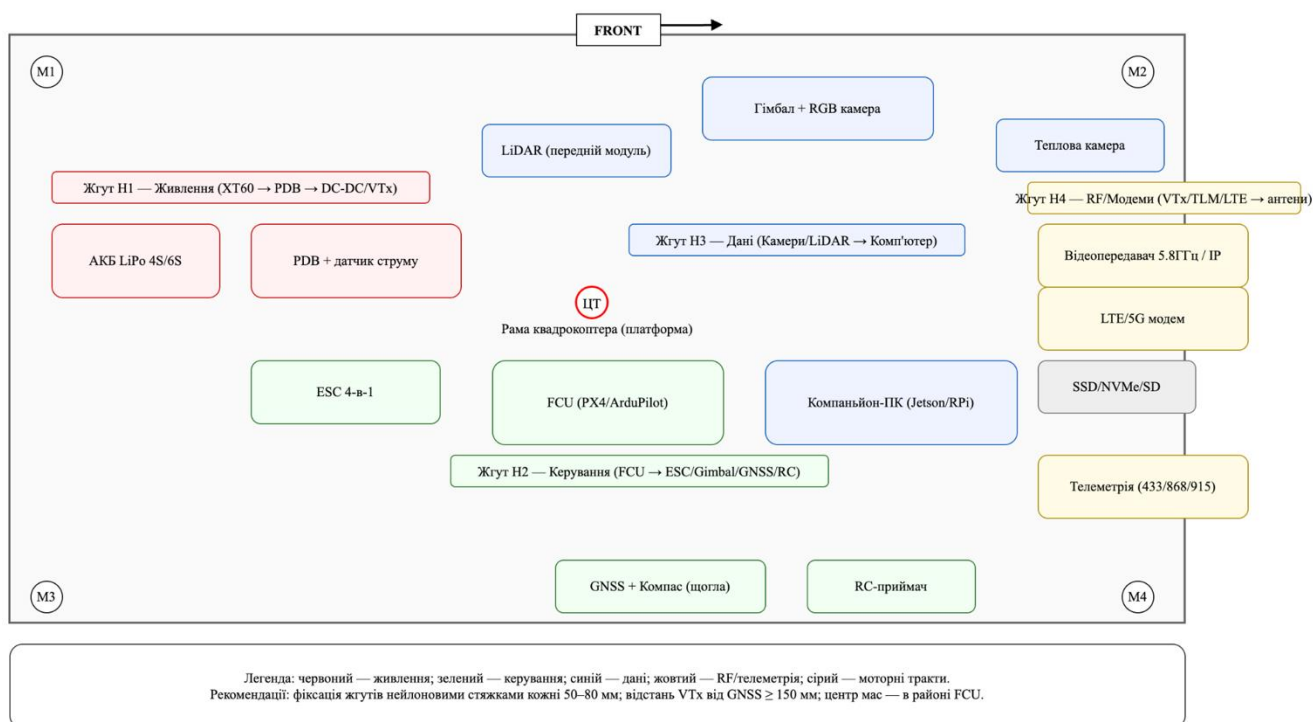 FRONT
M1
M2
Гімбал + RGB камера
LiDAR (передній модуль)
Теплова камера
Жгут H1 — Живлення (XT60 → PDB → DC-DC/VTx)
Жгут H4 — RF/Модеми (VTx/TLM/LTE → антени)
Жгут H3 — Дані (Камери/LiDAR → Комп'ютер)
АКБ LiPo 4S/6S
PDB + датчик струму
Відеопередавач 5.8ГГц / IP
ЦТ
LTE/5G модем
Рама квадрокоптера (платформа)
ESC 4-в-1
FCU (PX4/ArduPilot)
Компаньйон-ПК (Jetson/RPi)
SSD/NVMe/SD
Жгут H2 — Керування (FCU → ESC/Gimbal/GNSS/RC)
Телеметрія (433/868/915)
GNSS + Компас (щогла)
RC-приймач
M3
M4
Легенда: червоний — живлення; зелений — керування; синій — дані; жовтий — RF/телеметрія; сірий — моторні тракти.
Рекомендації: фіксація жгутів нейлоновими стяжками кожні 50–80 мм; відстань VTx від GNSS ≥ 150 мм; центр мас — в районі FCU.